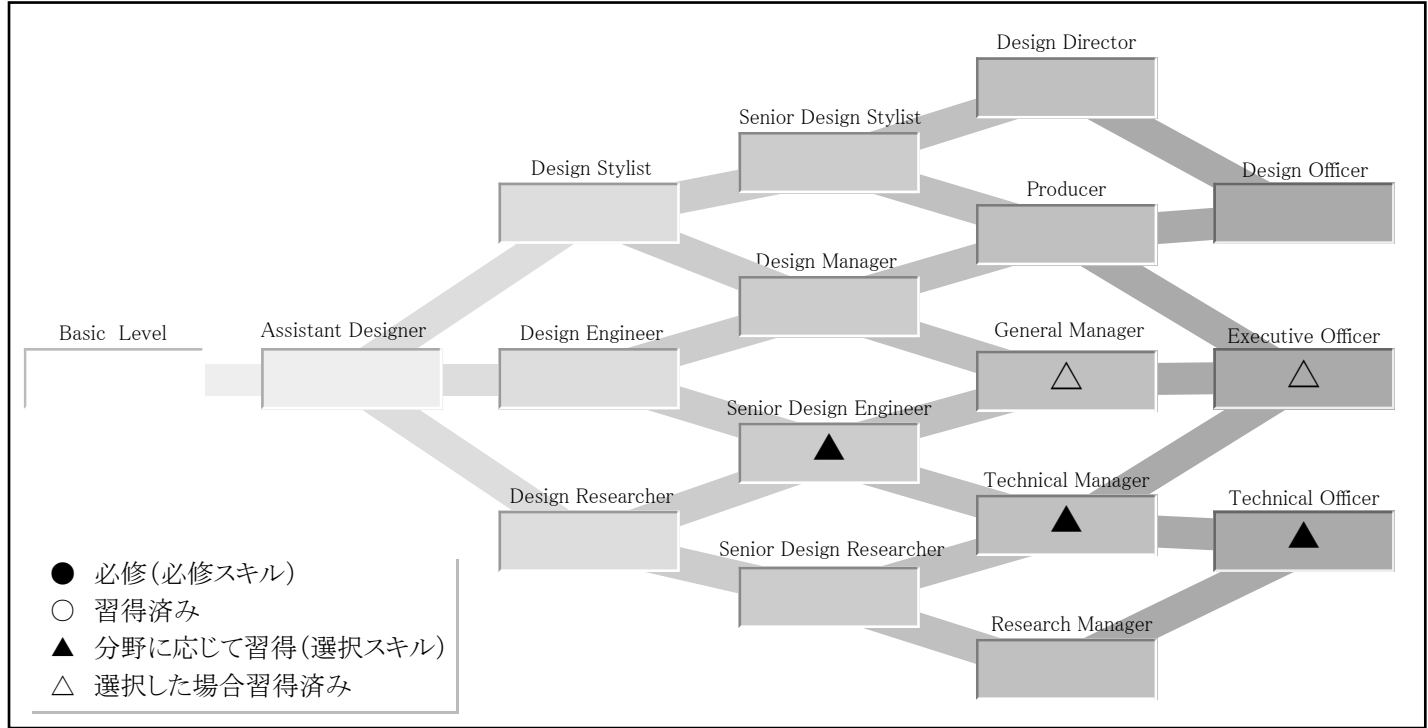 Design Director
Senior Design Stylist
Design Stylist
Producer
Design Officer
Design Manager
Basic Level
Assistant Designer
Design Engineer
General Manager
Executive Officer
△
△
Senior Design Engineer
▲
Design Researcher
Technical Manager
Technical Officer
▲
▲
Senior Design Researcher
Research Manager
● 必修(必修スキル)
○ 習得済み
▲ 分野に応じて習得(選択スキル)
△ 選択した場合習得済み